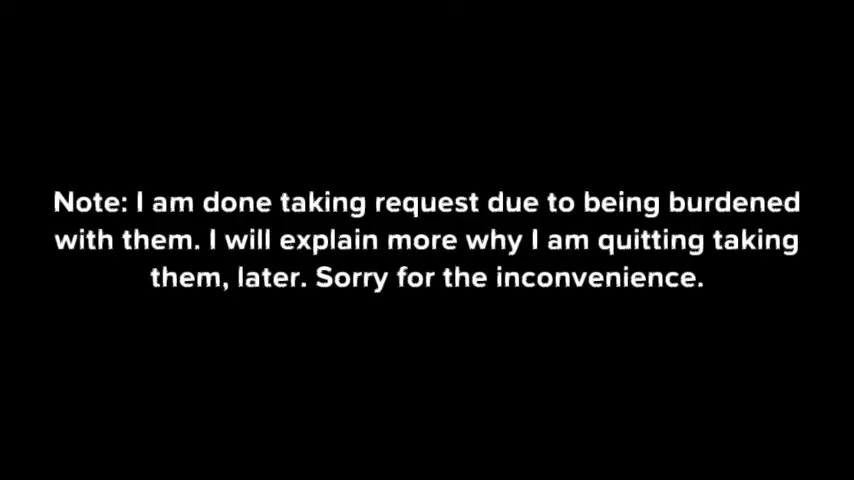 Note: I am done taking request due to being burdened
with them. I will explain more why I am quitting taking
them, later. Sorry for the inconvenience.